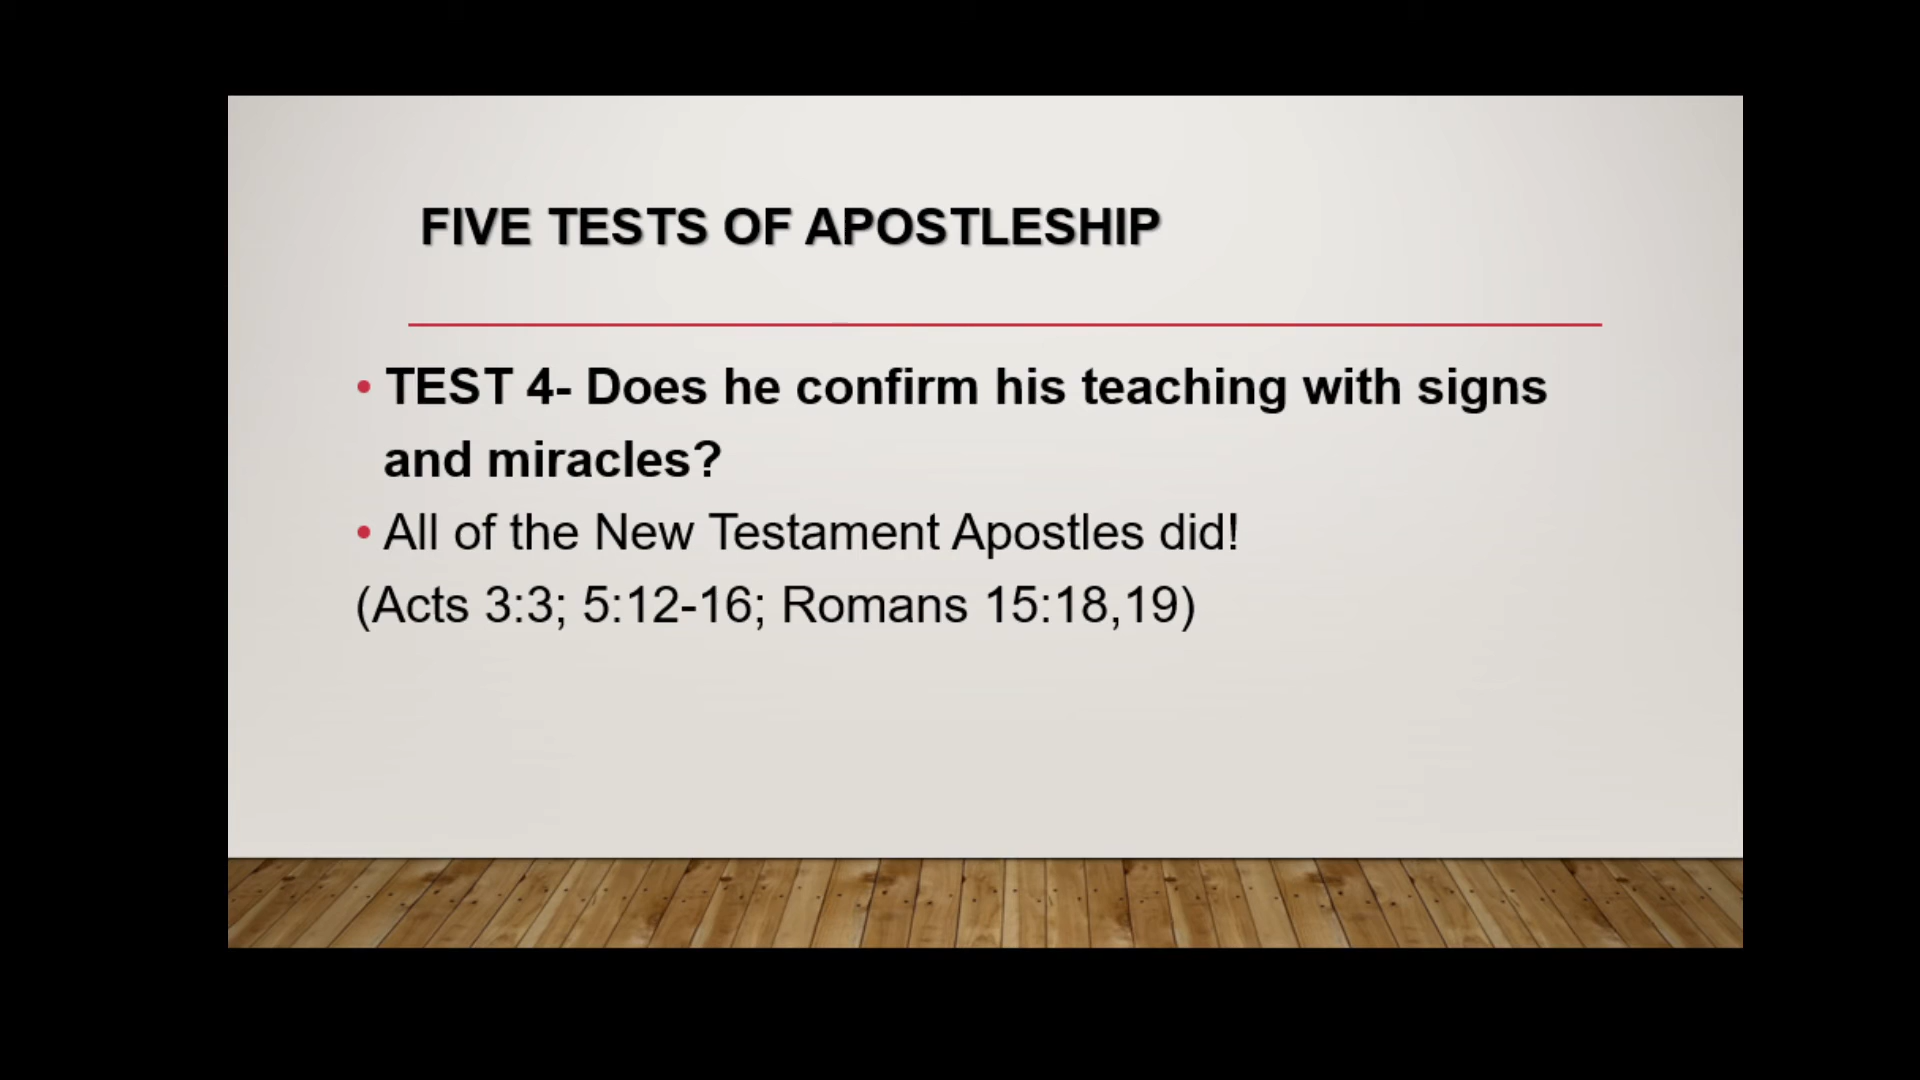 FIVE TESTS OF APOSTLESHIP
• TEST 4- Does he confirm his teaching with signs
and miracles?
• All of the New Testament Apostles did!
(Acts 3:3; 5:12-16; Romans 15:18,19)